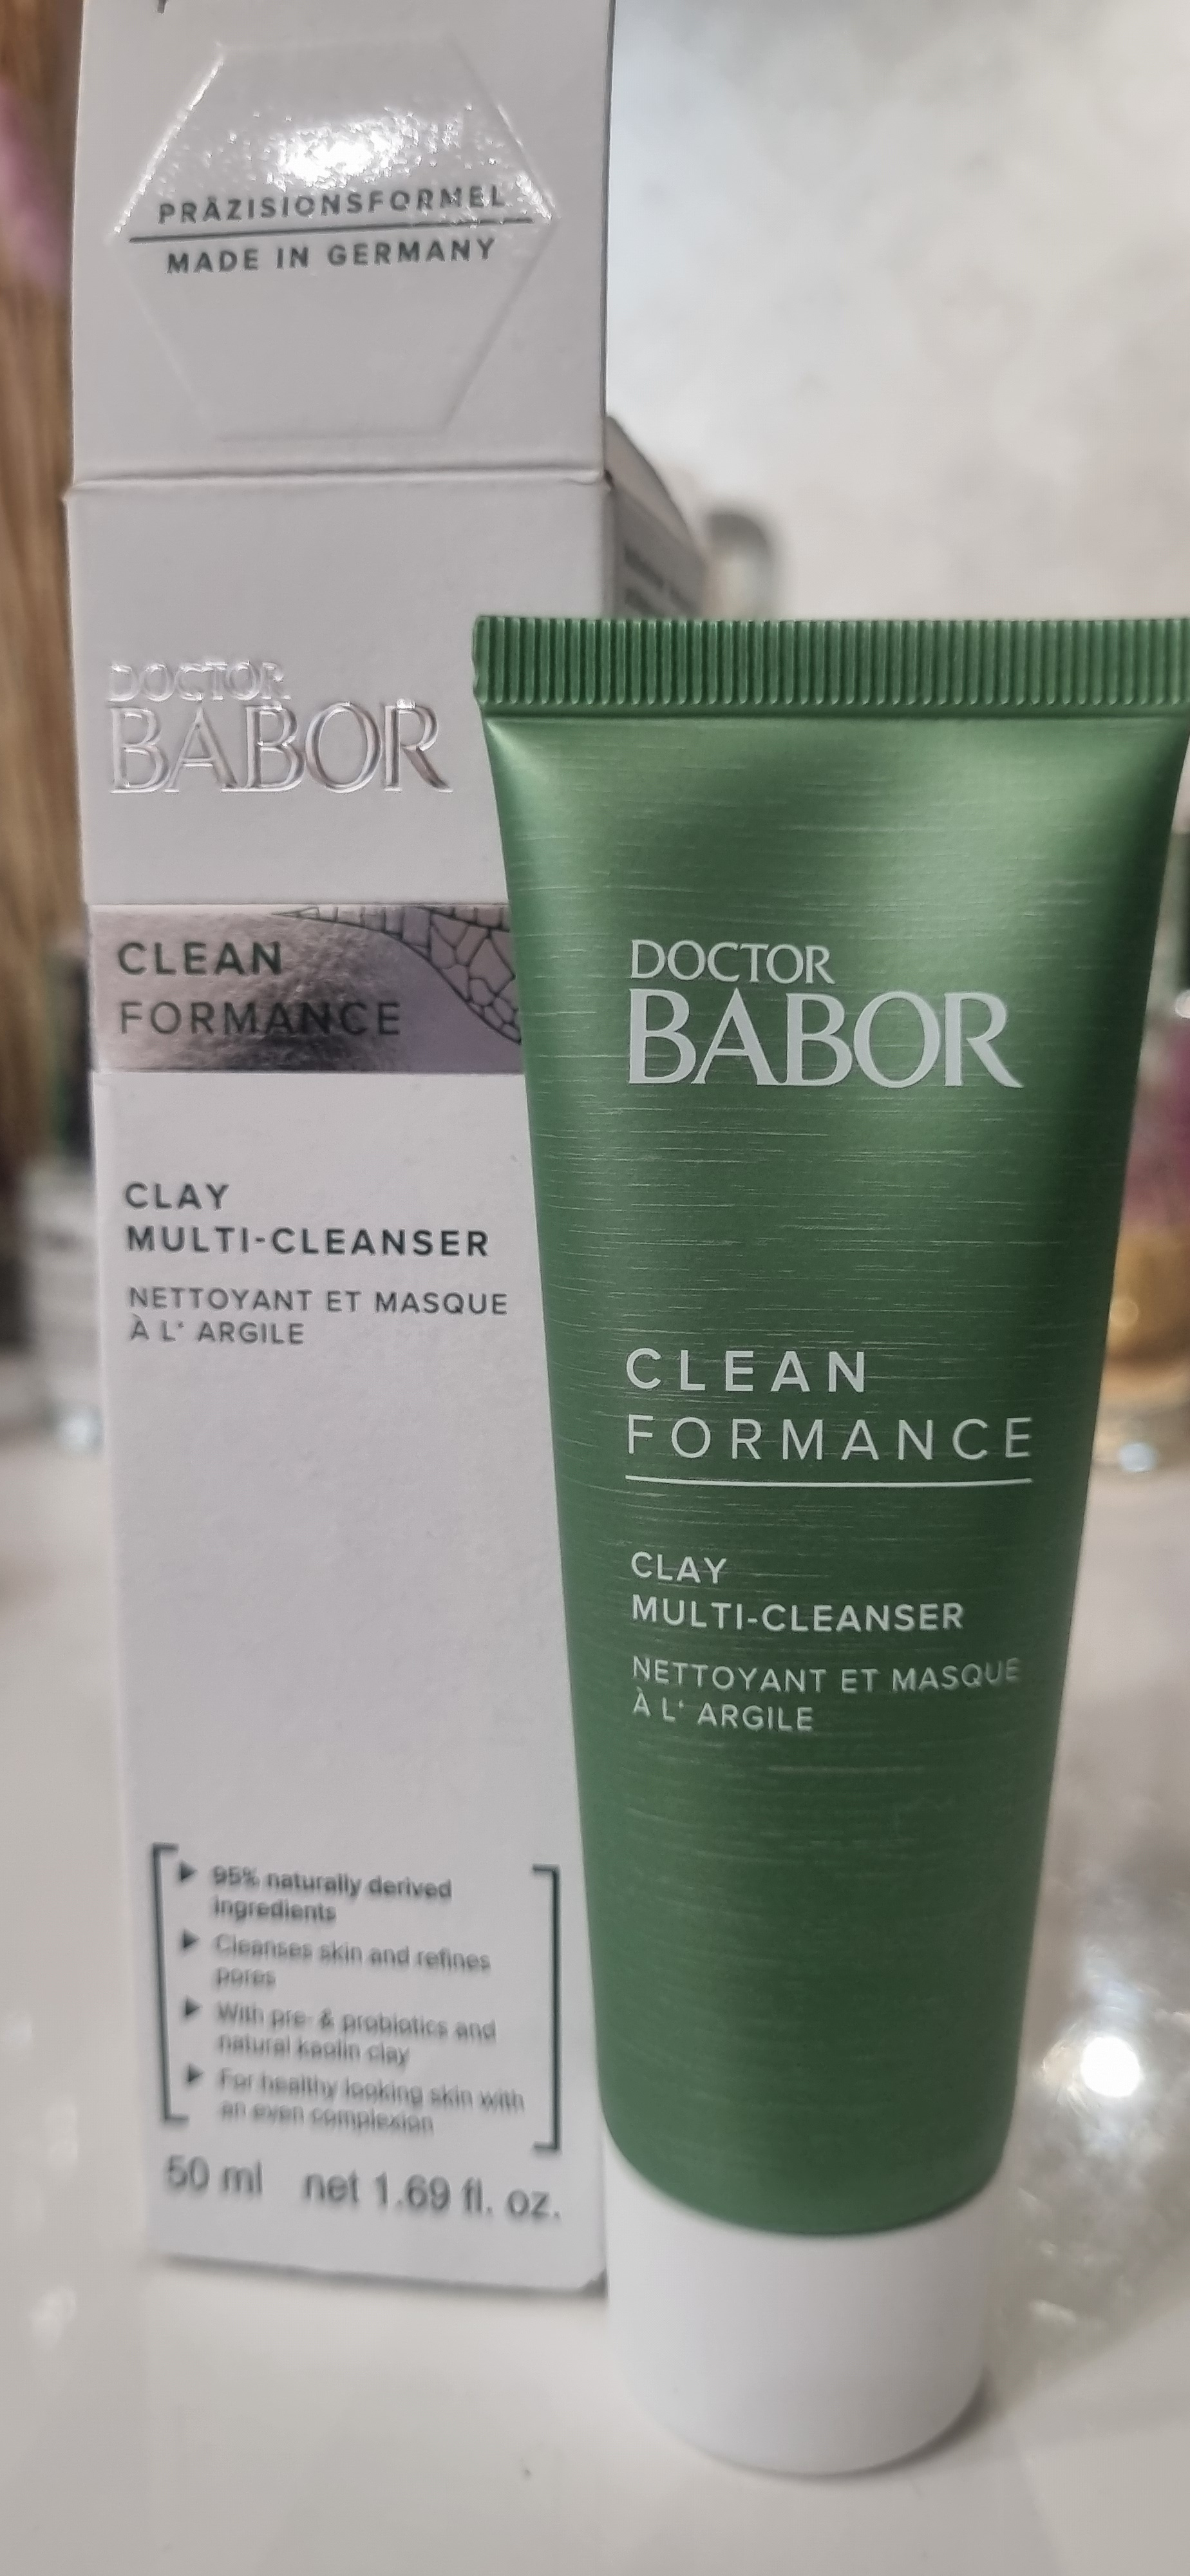 PRÄZISIONSFORMEL
MADE IN GERMANY
DOCTOR
BABOR
CLEAN
FORMANCE
CLAY
MULTI-CLEANSER
NETTOYANT ET MASQUE
À L' ARGILE
▶ 95% naturally derived
ingredients
▶ Cleanses skin and refines
pores
▶ With pre- & probiotics and
natural kaolin clay
▶ For healthy looking skin with
an even complexion
50 ml net 1.69 fl. oz.
DOCTOR
BABOR
CLEAN
FORMANCE
CLAY
MULTI-CLEANSER
NETTOYANT ET MASQUE
À L' ARGILE